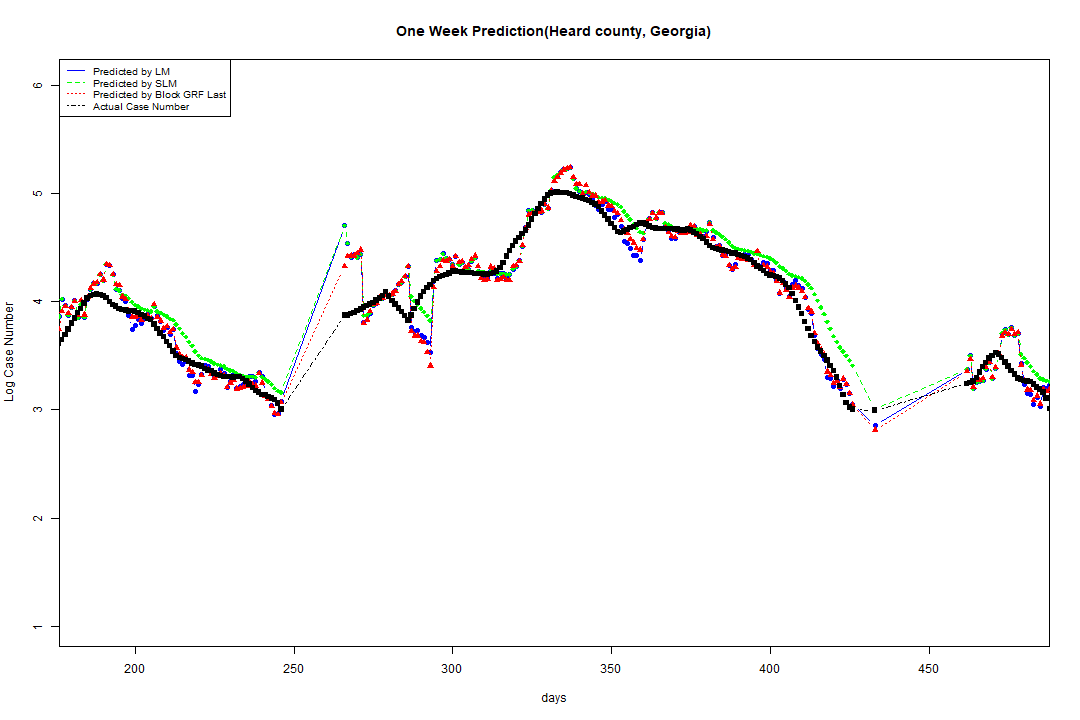 One Week Prediction(Heard county, Georgia)
Predicted by LM
Predicted by SLM
Predicted by Block GRF Last
Actual Case Number
6
5
4
3
2
1
Log Case Number
200 250 300 350 400 450
days